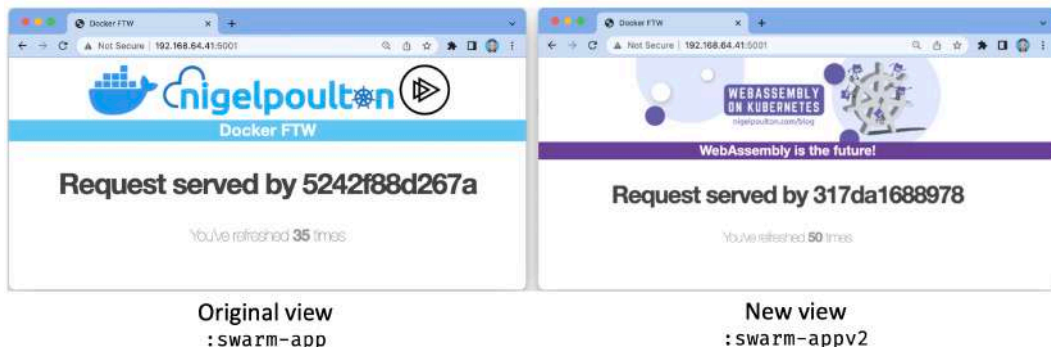 Docker FTW
Not Secure | 192.168.64.41:5001
nigelpoulton
Docker FTW
Request served by 5242f88d267a
You've refreshed 35 times
Original view
:swarm-app
Docker FTW
Not Secure | 192.168.64.41:5001
WEBASSEMBLY
ON KUBERNETES
nigelpoulton.com/blog
WebAssembly is the future!
Request served by 317da1688978
You've refreshed 50 times
New view
:swarm-appv2